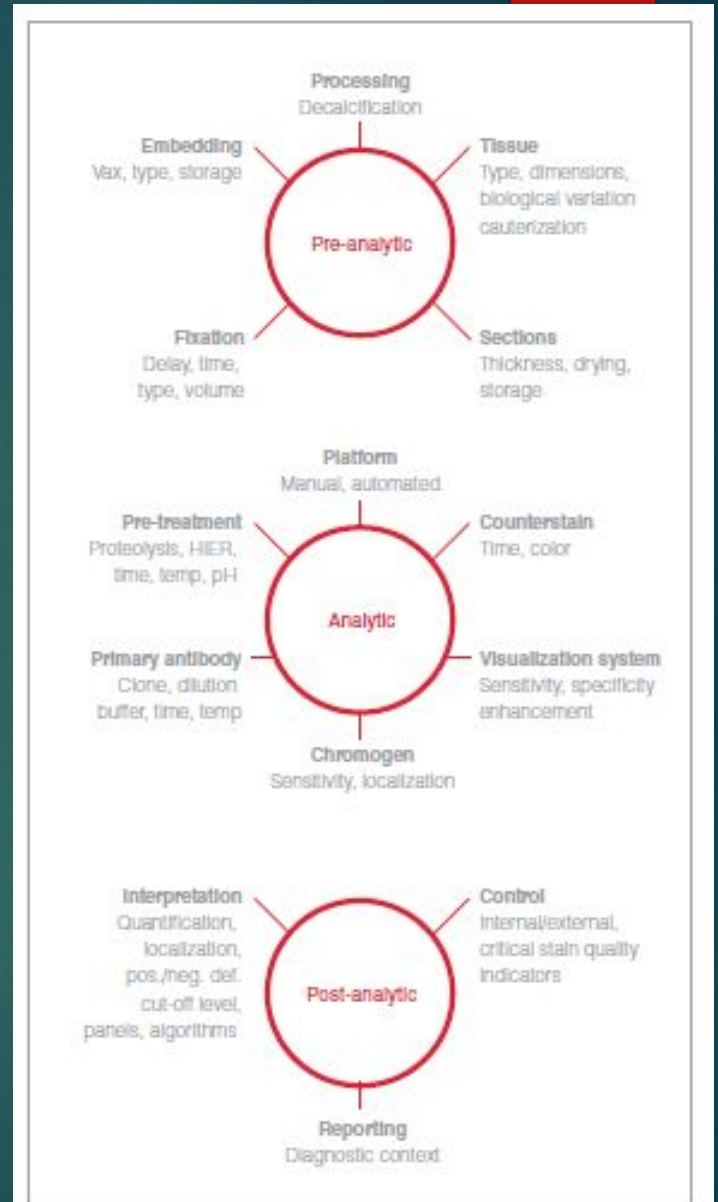 Processing
Decalcification
Embedding
Vax, type, storage
Tissue
Type, dimensions,
biological variation
cauterization
Pre-analytic
Fixation
Delay, time,
type, volume
Sections
Thickness, drying,
storage
Platform
Manual, automated
Pre-treatment
Proteolysis, HIER,
time, temp, pH
Counterstain
Time, color
Analytic
Primary antibody
Clone, dilution
buffer, time, temp
Visualization system
Sensitivity, specificity
enhancement
Chromogen
Sensitivity, localization
Interpretation
Quantification,
localization,
pos./neg. def.
cut-off level,
panels, algorithms
Control
Internal/external,
critical stain quality
indicators
Post-analytic
Reporting
Diagnostic context